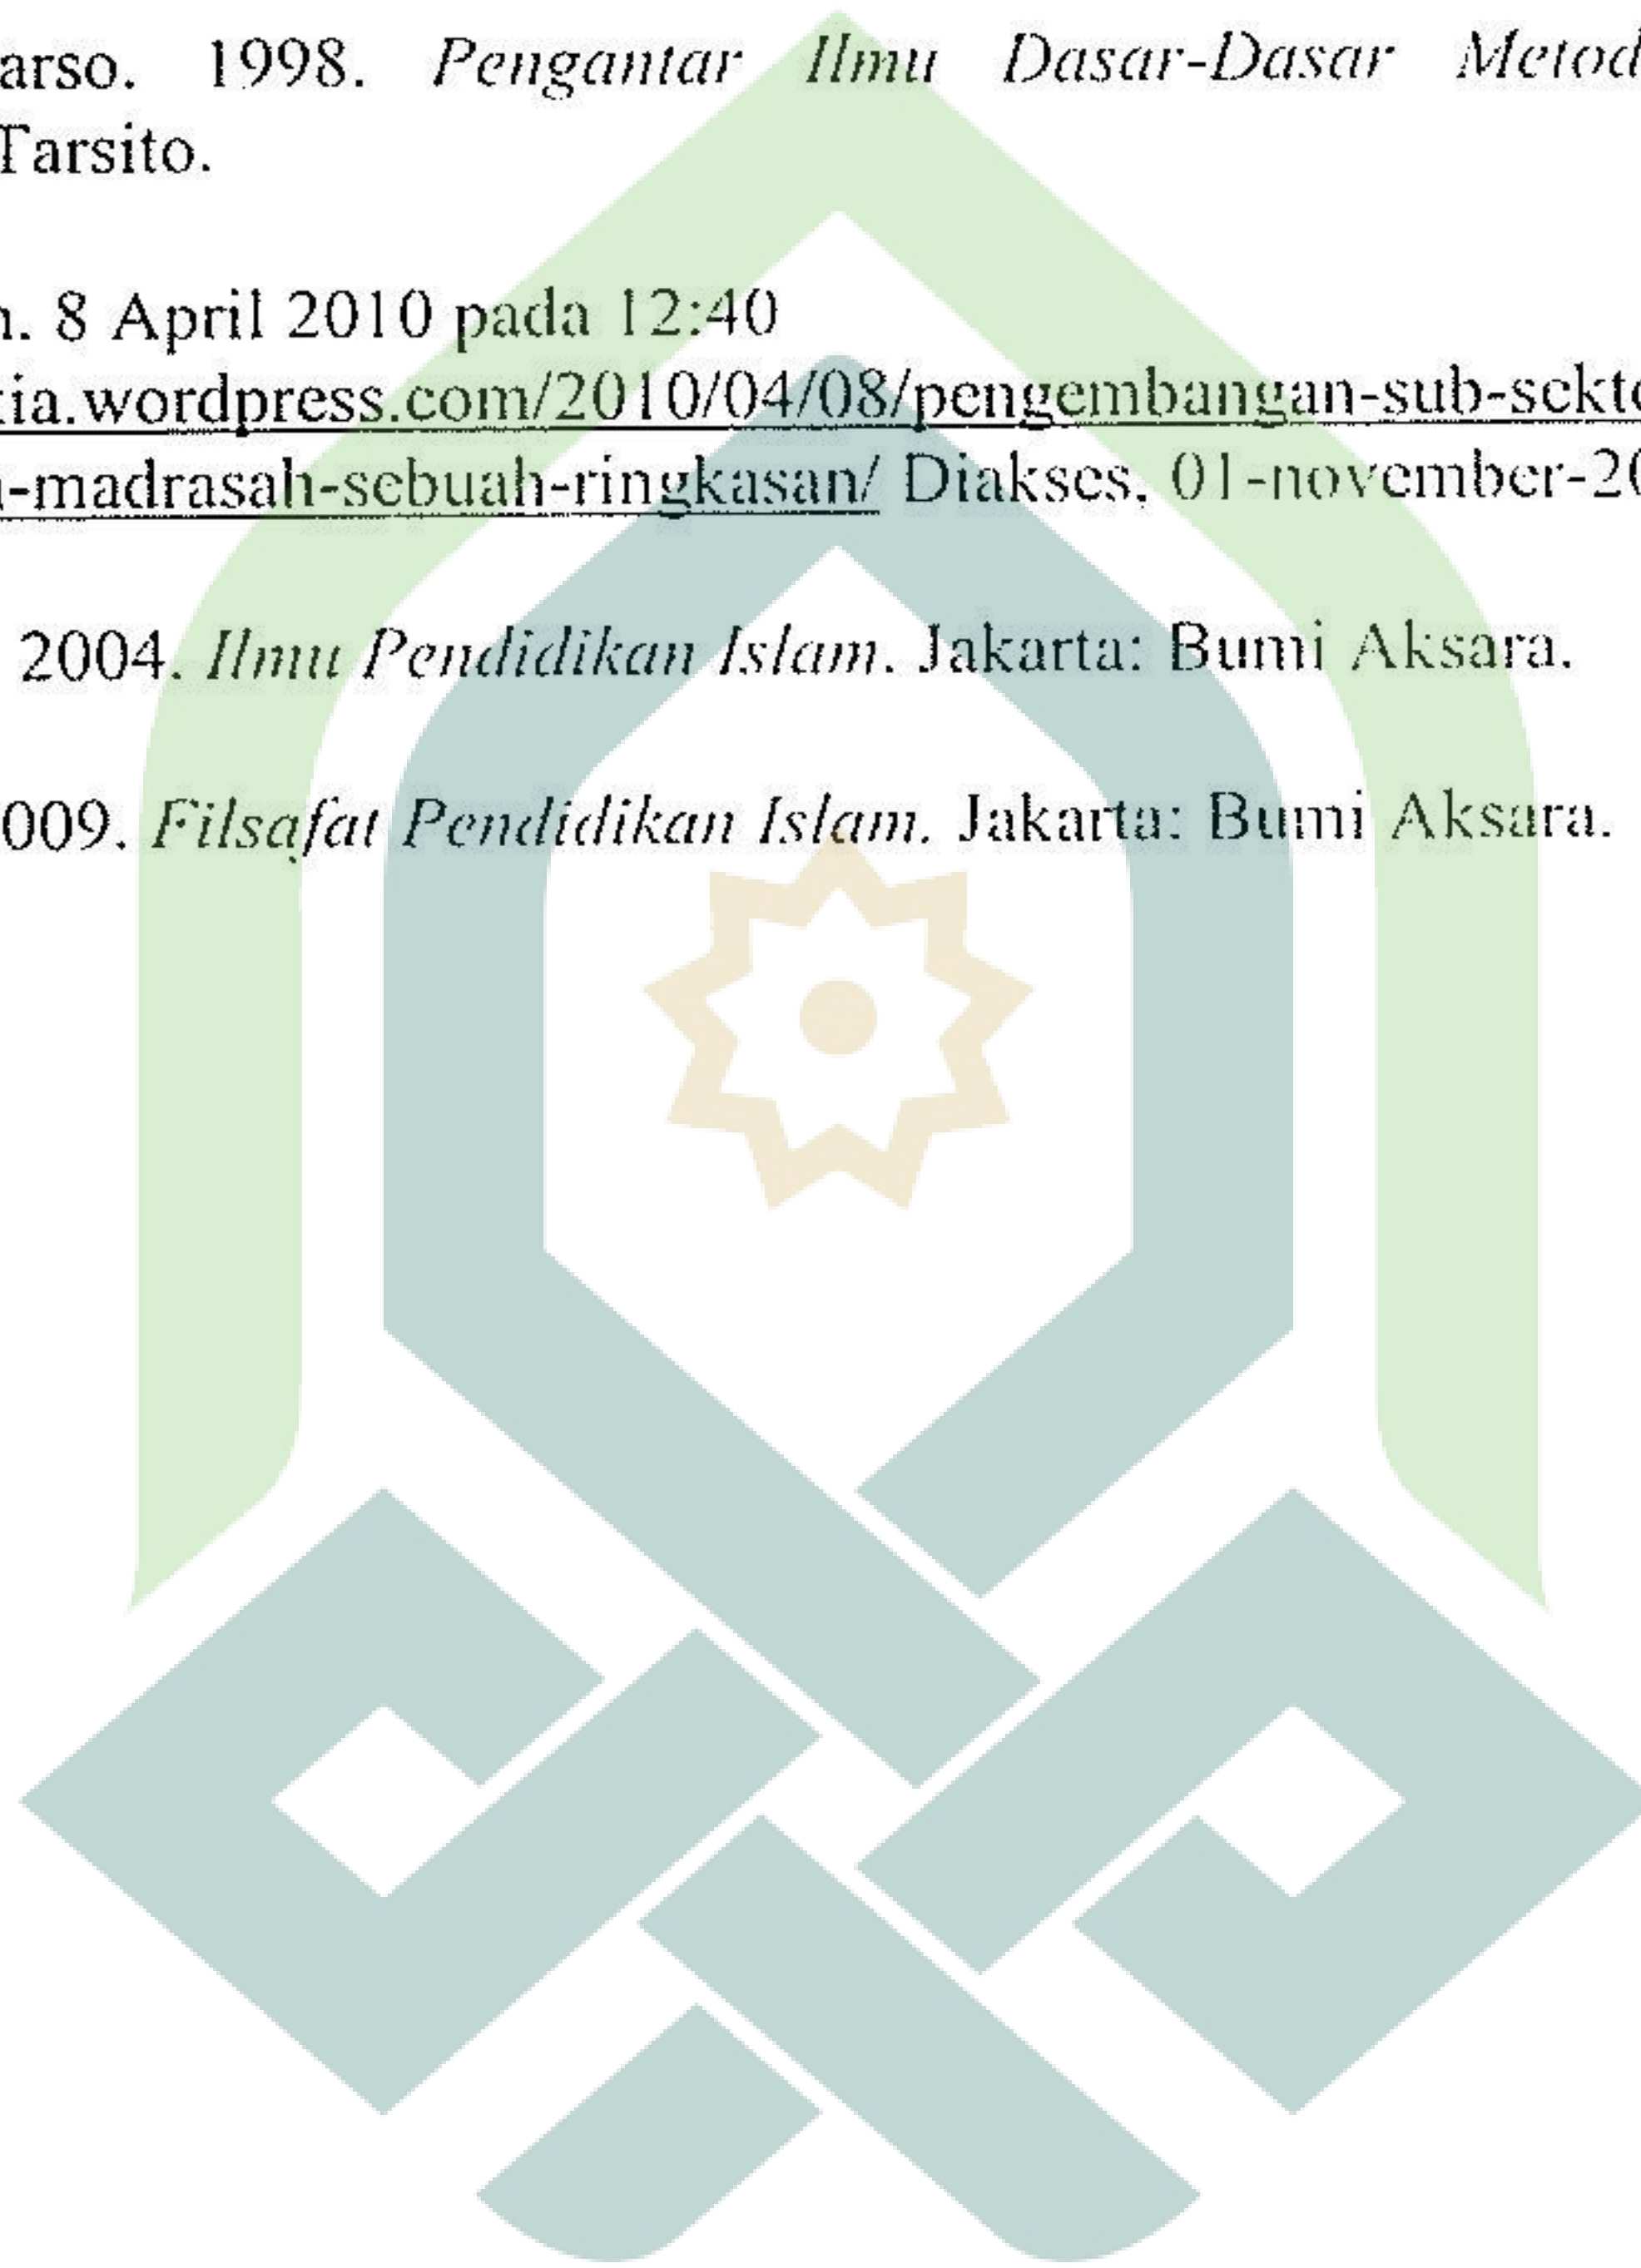 arso. 1998. Pengantar Ilmu Dasar-Dasar Metod
Tarsito.
n. 8 April 2010 pada 12:40
kia.wordpress.com/2010/04/08/pengembangan-sub-sekto
-madrasah-sebuah-ringkasan/ Diakses, 01-november-20
2004. Ilmu Pendidikan Islam. Jakarta: Bumi Aksara.
009. Filsafat Pendidikan Islam. Jakarta: Bumi Aksara.